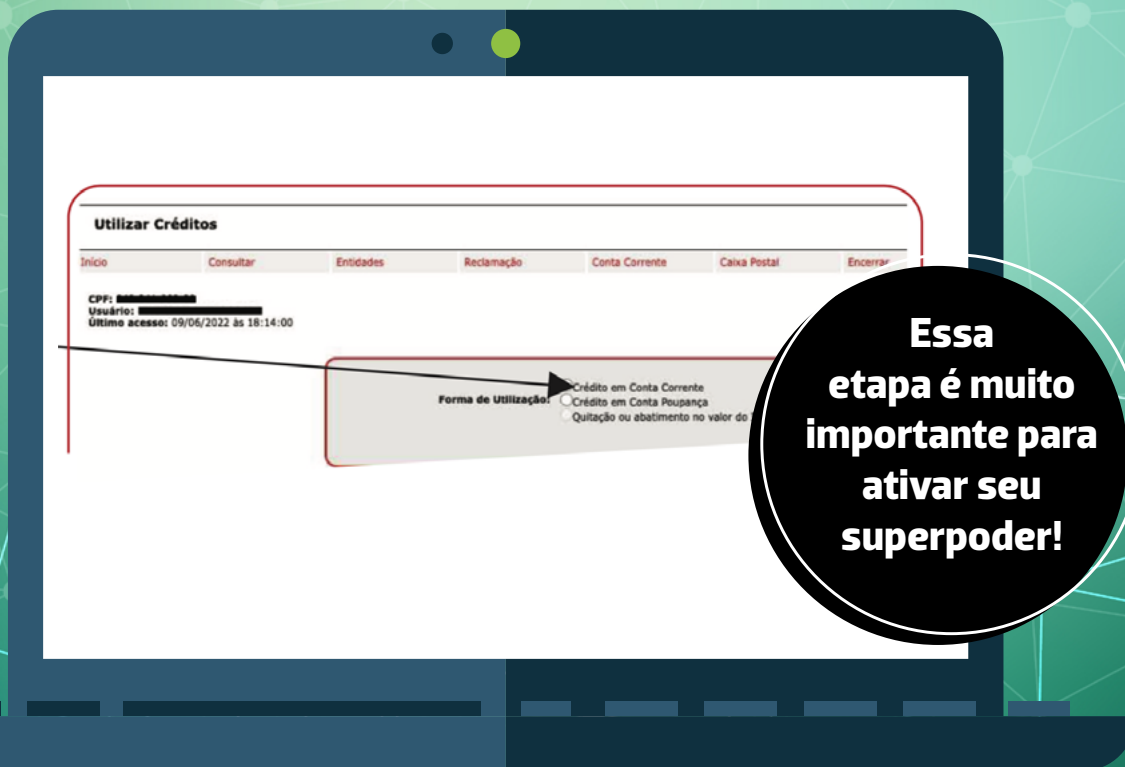 Utilizar Créditos
Início Consultar Entidades Reclamação Conta Corrente Caixa Postal Encerrar
CPF:
Usuário:
Último acesso: 09/06/2022 às 18:14:00
Crédito em Conta Corrente
Forma de Utilização: Crédito em Conta Poupança
Quitação ou abatimento no valor do
Essa
etapa é muito
importante para
ativar seu
superpoder!